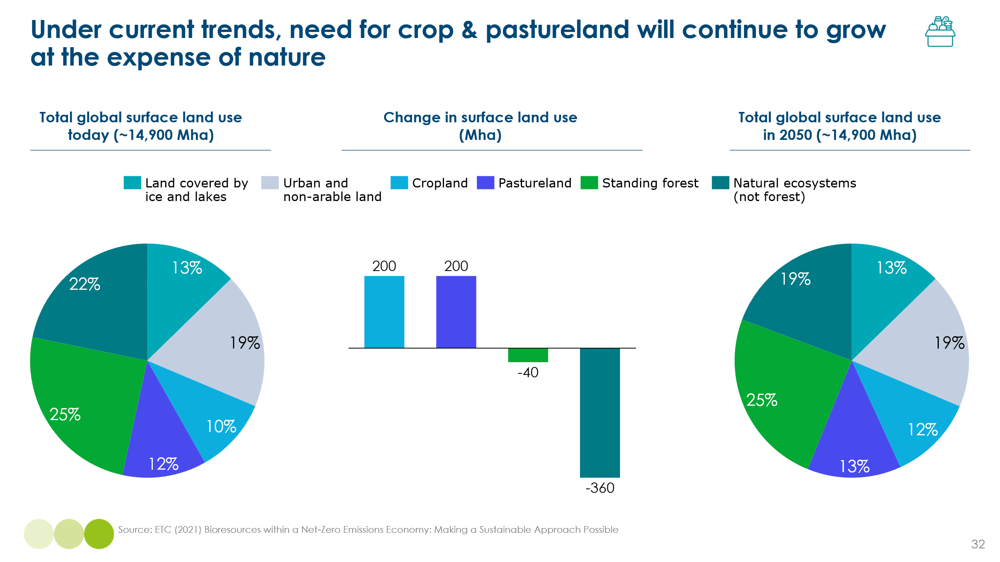 Under current trends, need for crop & pastureland will continue to grow
at the expense of nature
Total global surface land use
today (~14,900 Mha)
Change in surface land use
(Mha)
Total global surface land use
in 2050 (~14,900 Mha)
Land covered by
ice and lakes
Urban and
non-arable land
Cropland
Pastureland
Standing forest
Natural ecosystems
(not forest)
13%
19%
10%
12%
25%
22%
200
200
-40
-360
13%
19%
12%
13%
25%
19%
Source: ETC (2021) Bioresources within a Net-Zero Emissions Economy: Making a Sustainable Approach Possible
32